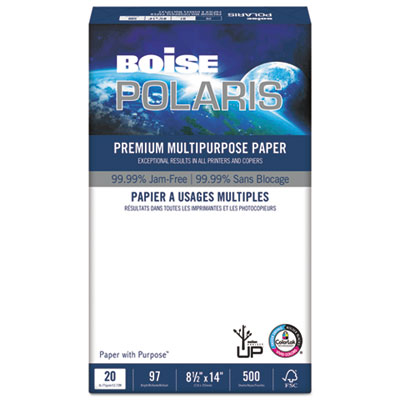 BOiSE
POLARIS
PREMIUM MULTIPURPOSE PAPER
EXCEPTIONAL RESULTS IN ALL PRINTERS AND COPIERS
99.99% Jam-Free | 99.99% Sans Blocage
PAPIER A USAGES MULTIPLES
RÉSULTATS DANS TOUTES LES IMPRIMANTES ET LES PHOTOCOPIEURS
Paper with Purpose™
UP
ColorLok
20 97 8½"x 14" 500
FSC